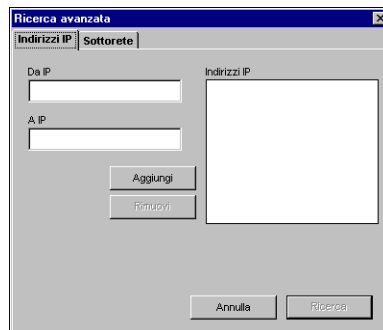 Ricerca avanzata
Indirizzi IP Sottorete
Da IP
Indirizzi IP
A IP
Aggiungi
Rimuovi
Annulla Ricerca